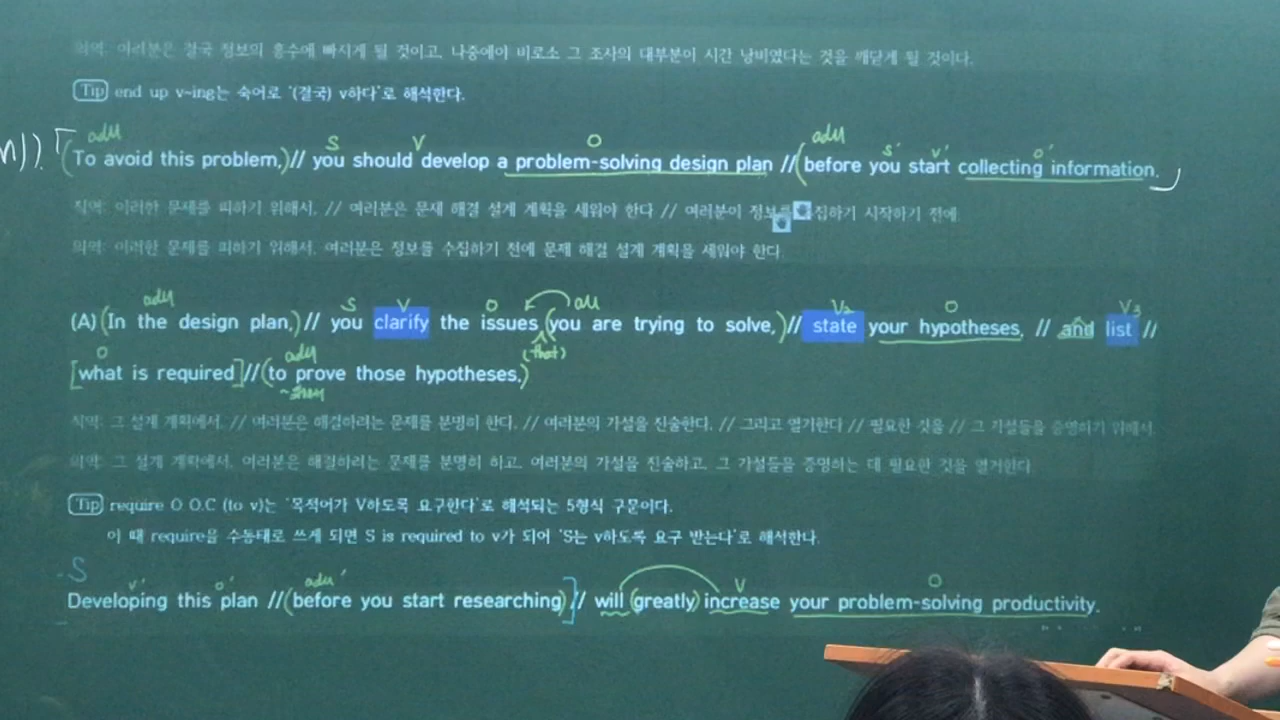 의역: 여러분은 결국 정보의 홍수에 빠지게 될 것이고, 나중에야 비로소 그 조사의 대부분이 시간 낭비였다는 것을 깨닫게 될 것이다.
Tip end up v~ing는 숙어로 '(결국) v하다'로 해석한다.
adv S V O adv S' V' O'
(To avoid this problem,)// you should develop a problem-solving design plan //(before you start collecting information.
직역: 이러한 문제를 피하기 위해서, // 여러분은 문제 해결 설계 계획을 세워야 한다 // 여러분이 정보를 집하기 시작하기 전에
의역: 이러한 문제를 피하기 위해서, 여러분은 정보를 수집하기 전에 문제 해결 설계 계획을 세워야 한다
adv S V O V₂ O V₃
(A) (In the design plan,)// you clarify the issues (you are trying to solve,)// state your hypotheses, // and list //
(that)
O adv
[what is required]//(to prove those hypotheses.)
직역: 그 설계 계획에서, // 여러분은 해결하려는 문제를 분명히 한다, // 여러분의 가설을 진술한다, // 그리고 열거한다 // 필요한 것을 // 그 가설들을 증명하기 위해서
의역: 그 설계 계획에서, 여러분은 해결하려는 문제를 분명히 하고, 여러분의 가설을 진술하고, 그 가설들을 증명하는 데 필요한 것을 열거한다
Tip require O O.C (to v)는 '목적어가 V하도록 요구한다'로 해석되는 5형식 구문이다.
이 때 require을 수동태로 쓰게 되면 S is required to v가 되어 'S는 v하도록 요구 받는다'로 해석한다.
S V' O' adv' V O
Developing this plan //(before you start researching)]// will (greatly) increase your problem-solving productivity.